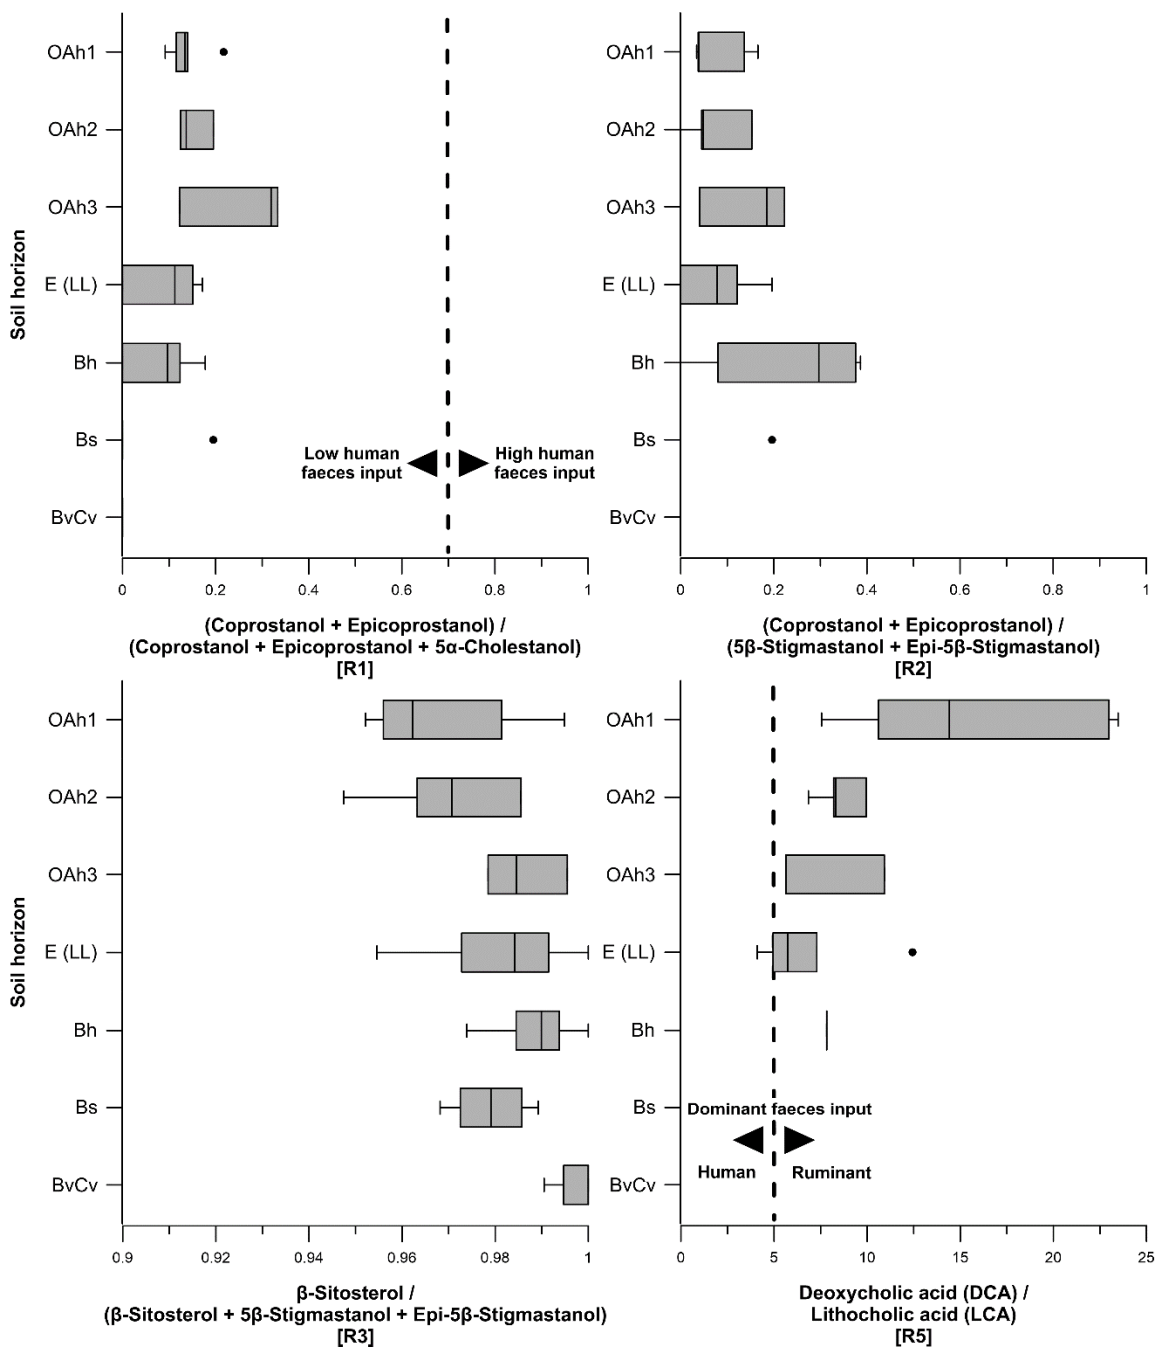 Soil horizon
OAh1
OAh2
OAh3
E (LL)
Bh
Bs
BvCv
Low human
faeces input
High human
faeces input
0 0.2 0.4 0.6 0.8 1
(Coprostanol + Epicoprostanol) /
(Coprostanol + Epicoprostanol + 5α-Cholestanol)
[R1]
OAh1
OAh2
OAh3
E (LL)
Bh
Bs
BvCv
0 0.2 0.4 0.6 0.8 1
(Coprostanol + Epicoprostanol) /
(5β-Stigmastanol + Epi-5β-Stigmastanol)
[R2]
Soil horizon
OAh1
OAh2
OAh3
E (LL)
Bh
Bs
BvCv
0.9 0.92 0.94 0.96 0.98 1
β-Sitosterol /
(β-Sitosterol + 5β-Stigmastanol + Epi-5β-Stigmastanol)
[R3]
OAh1
OAh2
OAh3
E (LL)
Bh
Bs
BvCv
Dominant faeces input
Human Ruminant
0 5 10 15 20 25
Deoxycholic acid (DCA) /
Lithocholic acid (LCA)
[R5]